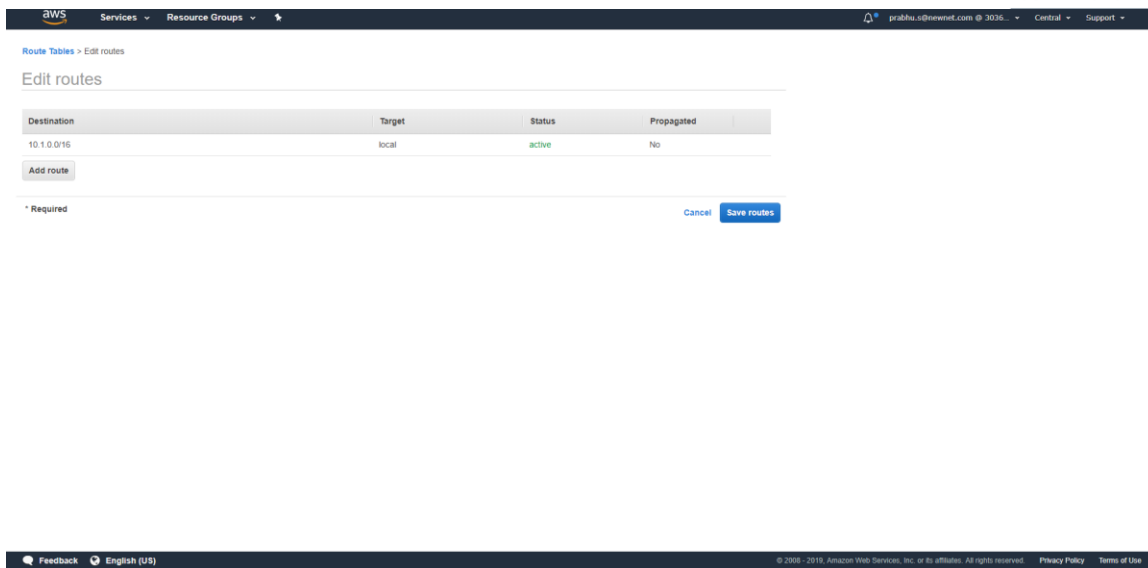 aws Services Resource Groups prabhu.s@newnet.com @ 3036... Central Support
Route Tables > Edit routes
Edit routes
Destination Target Status Propagated
10.1.0.0/16 local active No
Add route
* Required Cancel Save routes
Feedback English (US) © 2008 - 2019, Amazon Web Services, Inc. or its affiliates. All rights reserved. Privacy Policy Terms of Use